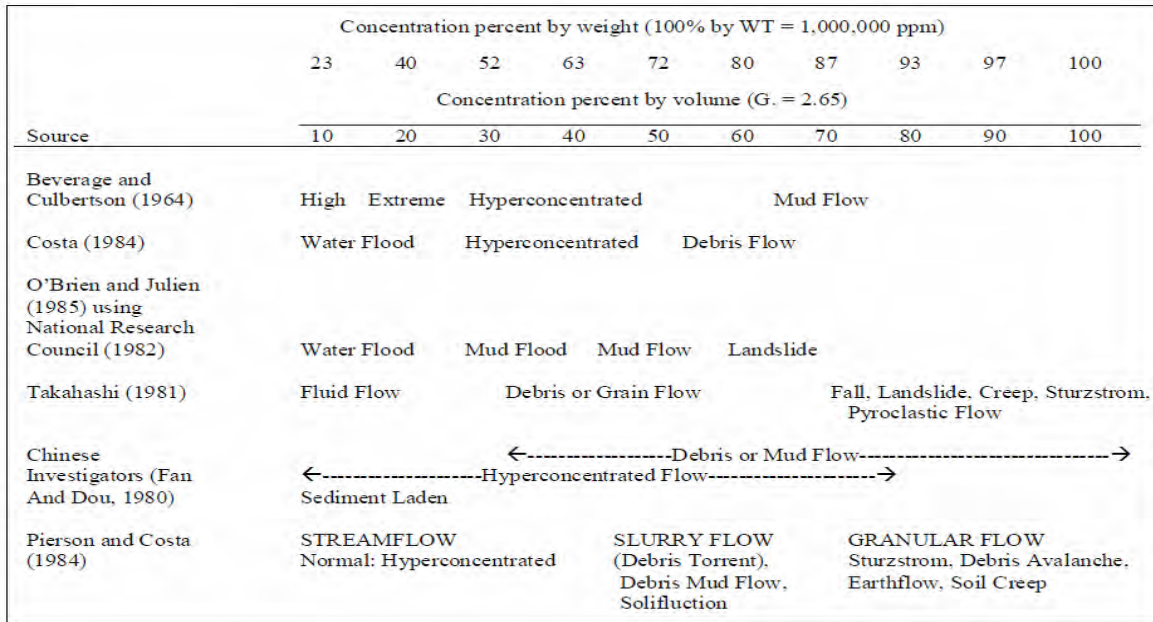 Concentration percent by weight (100% by WT = 1,000,000 ppm)
23 40 52 63 72 80 87 93 97 100
Concentration percent by volume (G. = 2.65)
Source 10 20 30 40 50 60 70 80 90 100
Beverage and
Culbertson (1964) High Extreme Hyperconcentrated Mud Flow
Costa (1984) Water Flood Hyperconcentrated Debris Flow
O'Brien and Julien
(1985) using
National Research
Council (1982) Water Flood Mud Flood Mud Flow Landslide
Takahashi (1981) Fluid Flow Debris or Grain Flow Fall, Landslide, Creep, Sturzstrom,
Pyroclastic Flow
Chinese ←--------------------Debris or Mud Flow----------------------------------→
Investigators (Fan ←----------------------Hyperconcentrated Flow-----------------------→
And Dou, 1980) Sediment Laden
Pierson and Costa STREAMFLOW SLURRY FLOW GRANULAR FLOW
(1984) Normal: Hyperconcentrated (Debris Torrent), Sturzstrom, Debris Avalanche,
Debris Mud Flow, Earthflow, Soil Creep
Solifluction